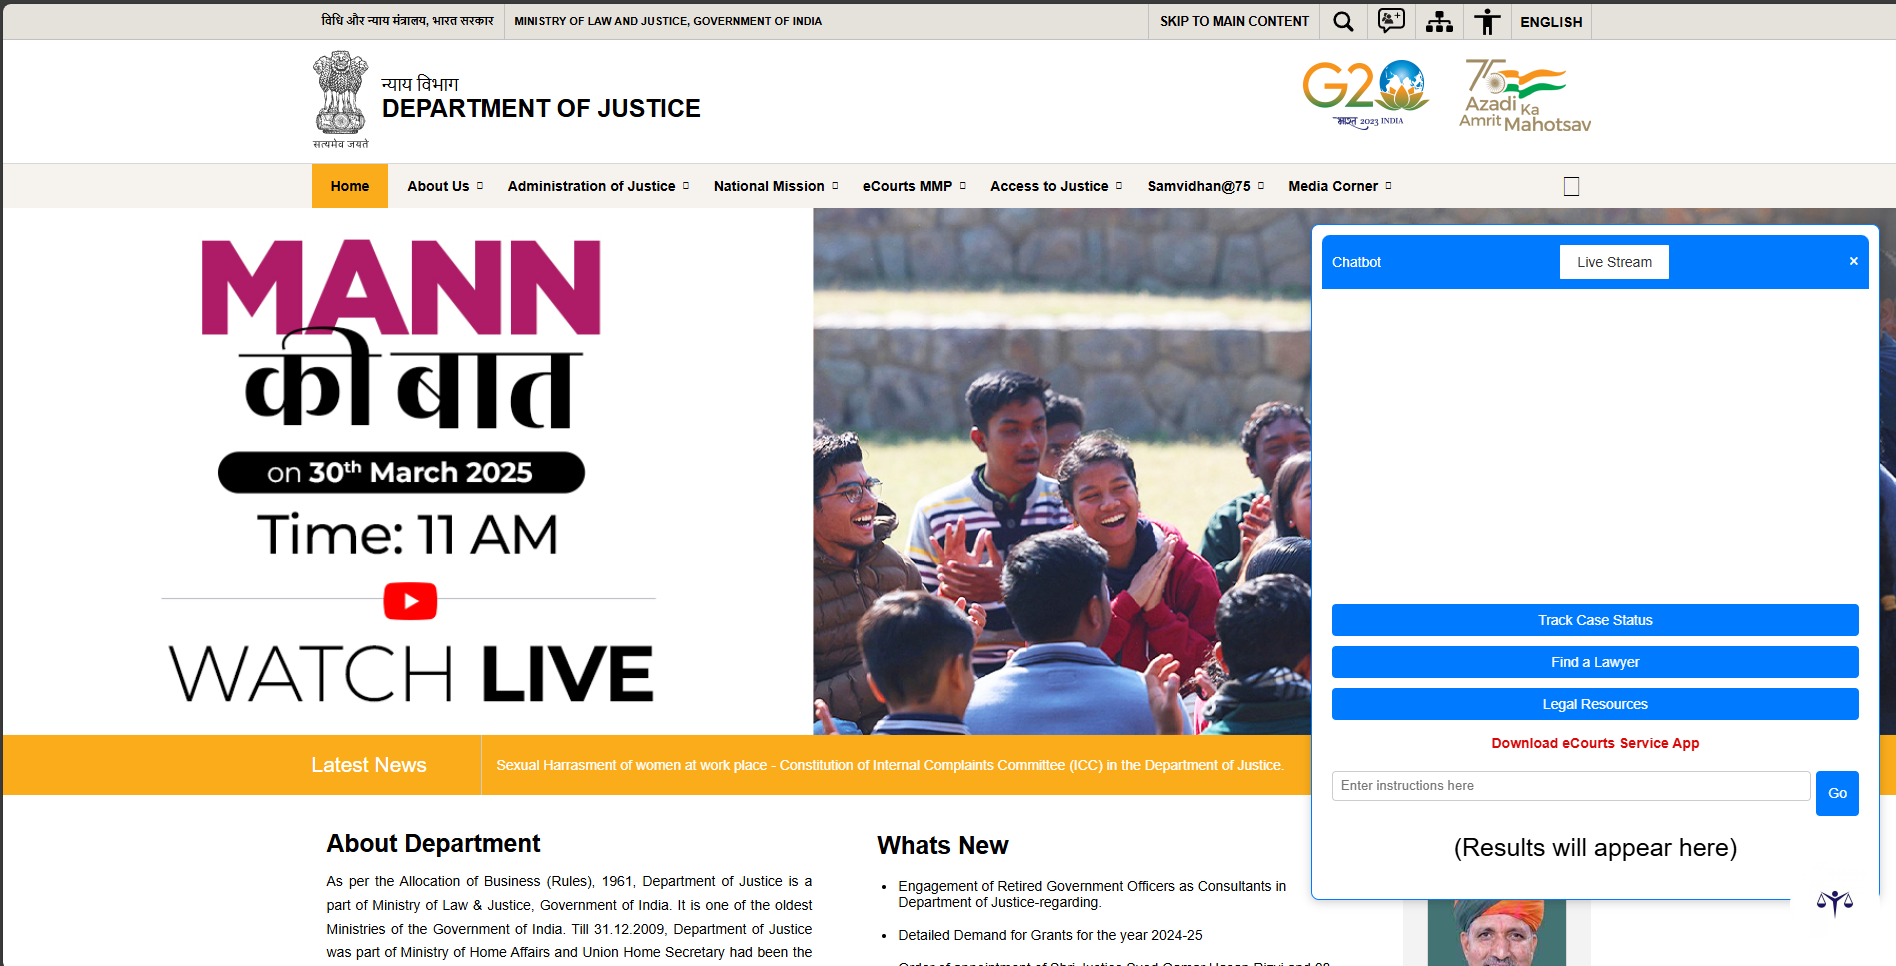 विधि और न्याय मंत्रालय, भारत सरकार
MINISTRY OF LAW AND JUSTICE, GOVERNMENT OF INDIA
SKIP TO MAIN CONTENT
ENGLISH
सत्यमेव जयते
न्याय विभाग
DEPARTMENT OF JUSTICE
G20
भारत 2023 INDIA
75
Azadi Ka
Amrit Mahotsav
Home
About Us
Administration of Justice
National Mission
eCourts MMP
Access to Justice
Samvidhan@75
Media Corner
MANN
की बात
on 30th March 2025
Time: 11 AM
WATCH LIVE
Chatbot
Live Stream
×
Track Case Status
Find a Lawyer
Legal Resources
Download eCourts Service App
Enter instructions here
Go
(Results will appear here)
Latest News
Sexual Harrasment of women at work place - Constitution of Internal Complaints Committee (ICC) in the Department of Justice.
About Department
As per the Allocation of Business (Rules), 1961, Department of Justice is a
part of Ministry of Law & Justice, Government of India. It is one of the oldest
Ministries of the Government of India. Till 31.12.2009, Department of Justice
was part of Ministry of Home Affairs and Union Home Secretary had been the
Whats New
• Engagement of Retired Government Officers as Consultants in
Department of Justice-regarding.
• Detailed Demand for Grants for the year 2024-25